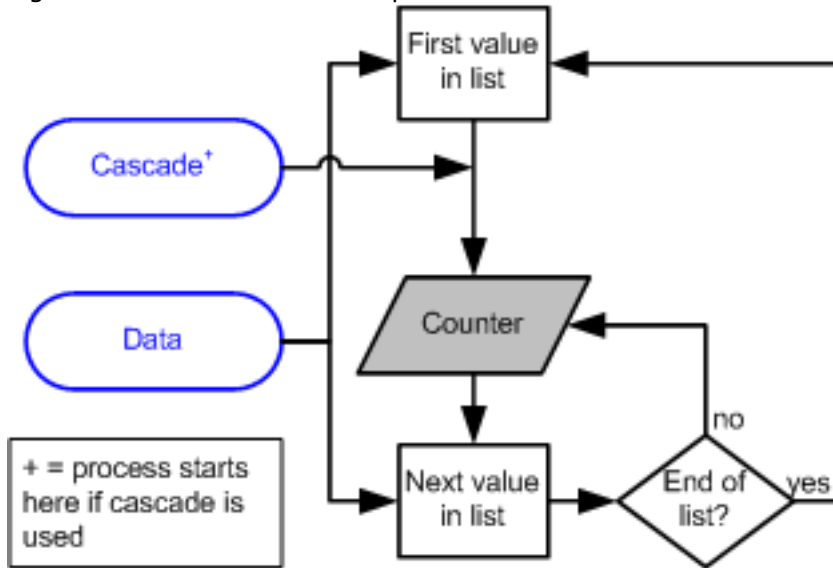 First value
in list
Cascade+
Counter
Data
no
+ = process starts
here if cascade is
used
Next value
in list
End of
list?
yes